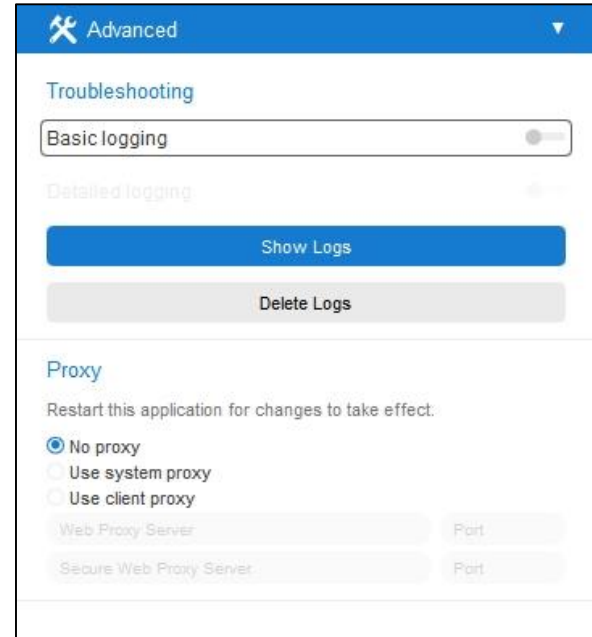 Advanced
Troubleshooting
Basic logging
Detailed logging
Show Logs
Delete Logs
Proxy
Restart this application for changes to take effect.
No proxy
Use system proxy
Use client proxy
Web Proxy Server Port
Secure Web Proxy Server Port